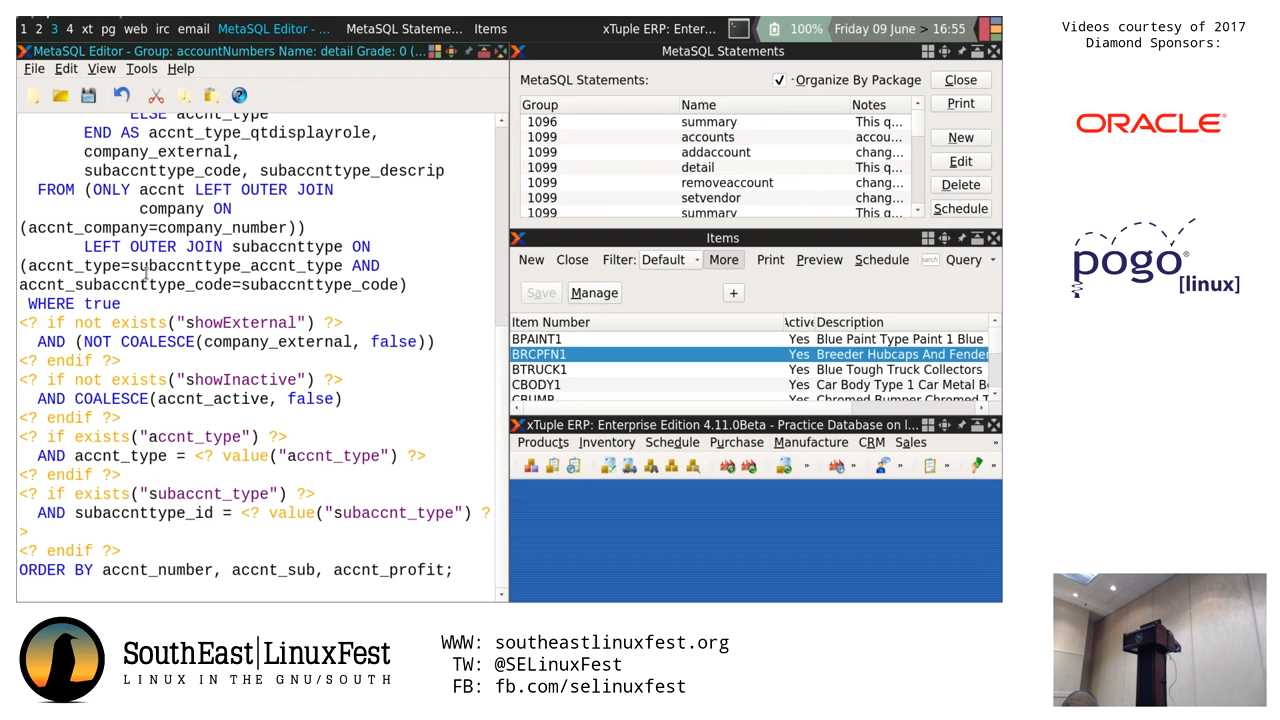 Videos courtesy of 2017
Diamond Sponsors:
ORACLE
pogo
[linux]
1 2 3 4 xt pg web irc email MetaSQL Editor - ... MetaSQL Stateme... Items xTuple ERP: Enter... 100% Friday 09 June > 16:55
MetaSQL Editor - Group: accountNumbers Name: detail Grade: 0 (...
File Edit View Tools Help
ELSE accnt_type
END AS accnt_type_qtdisplayrole,
company_external,
subaccnttype_code, subaccnttype_descrip
FROM (ONLY accnt LEFT OUTER JOIN
company ON
(accnt_company=company_number))
LEFT OUTER JOIN subaccnttype ON
(accnt_type=subaccnttype_accnt_type AND
accnt_subaccnttype_code=subaccnttype_code)
WHERE true
<? if not exists("showExternal") ?>
AND (NOT COALESCE(company_external, false))
<? endif ?>
<? if not exists("showInactive") ?>
AND COALESCE(accnt_active, false)
<? endif ?>
<? if exists("accnt_type") ?>
AND accnt_type = <? value("accnt_type") ?>
<? endif ?>
<? if exists("subaccnt_type") ?>
AND subaccnttype_id = <? value("subaccnt_type") ?
>
<? endif ?>
ORDER BY accnt_number, accnt_sub, accnt_profit;
MetaSQL Statements
MetaSQL Statements: Organize By Package Close
Print
New
Edit
Delete
Schedule
Group Name Notes
1096 summary This q...
1099 accounts accou...
1099 addaccount chang...
1099 detail This q...
1099 removeaccount chang...
1099 setvendor chang...
1099 summary This q...
Items
New Close Filter: Default More Print Preview Schedule Query
Save Manage +
Item Number Active Description
BPAINT1 Yes Blue Paint Type Paint 1 Blue
BRCPFN1 Yes Breeder Hubcaps And Fender
BTRUCK1 Yes Blue Tough Truck Collectors
CBODY1 Yes Car Body Type 1 Car Metal B
CBUMP Yes Chromed Bumper Chromed T
xTuple ERP: Enterprise Edition 4.11.0Beta - Practice Database on l...
Products Inventory Schedule Purchase Manufacture CRM Sales »
SouthEast|LinuxFest
LINUX IN THE GNU/SOUTH
WWW: southeastlinuxfest.org
TW: @SELinuxFest
FB: fb.com/selinuxfest